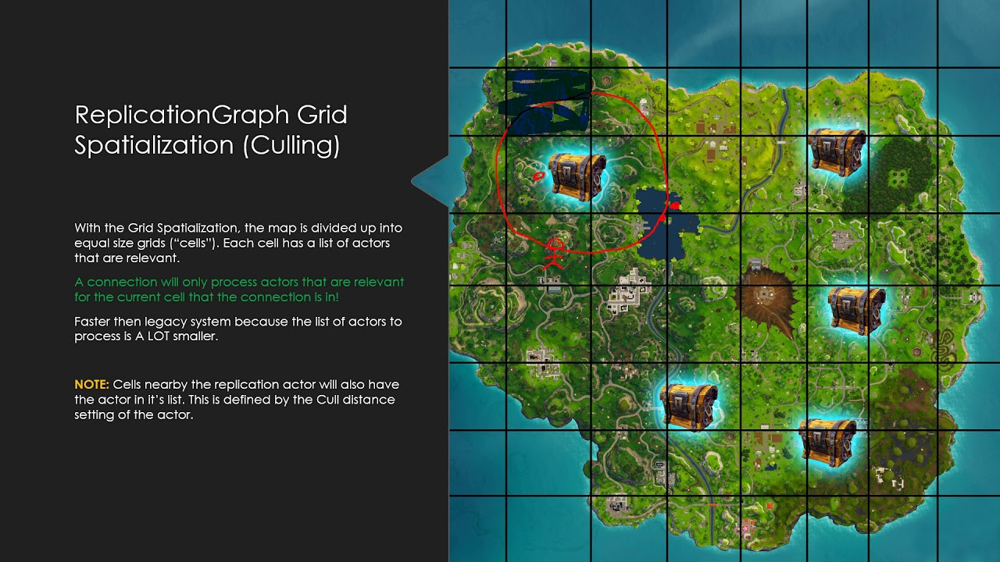 ReplicationGraph Grid
Spatialization (Culling)
With the Grid Spatialization, the map is divided up into
equal size grids (“cells”). Each cell has a list of actors
that are relevant.
A connection will only process actors that are relevant
for the current cell that the connection is in!
Faster then legacy system because the list of actors to
process is A LOT smaller.
NOTE: Cells nearby the replication actor will also have
the actor in it’s list. This is defined by the Cull distance
setting of the actor.